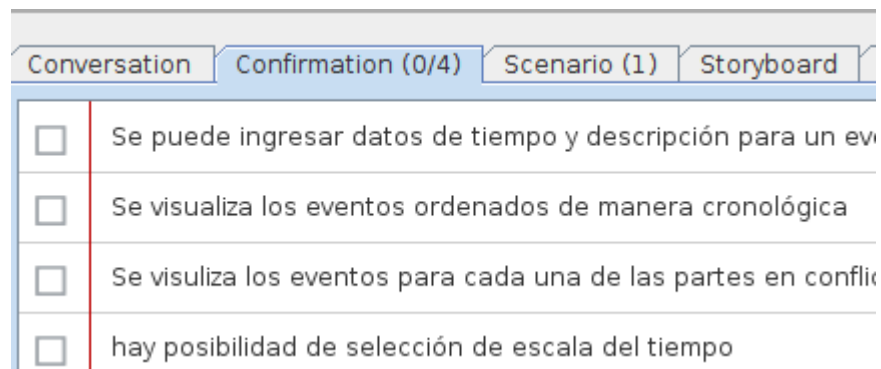 Conversation Confirmation (0/4) Scenario (1) Storyboard
Se puede ingresar datos de tiempo y descripción para un
Se visualiza los eventos ordenados de manera cronológica
Se visuliza los eventos para cada una de las partes en
hay posibilidad de selección de escala del tiempo